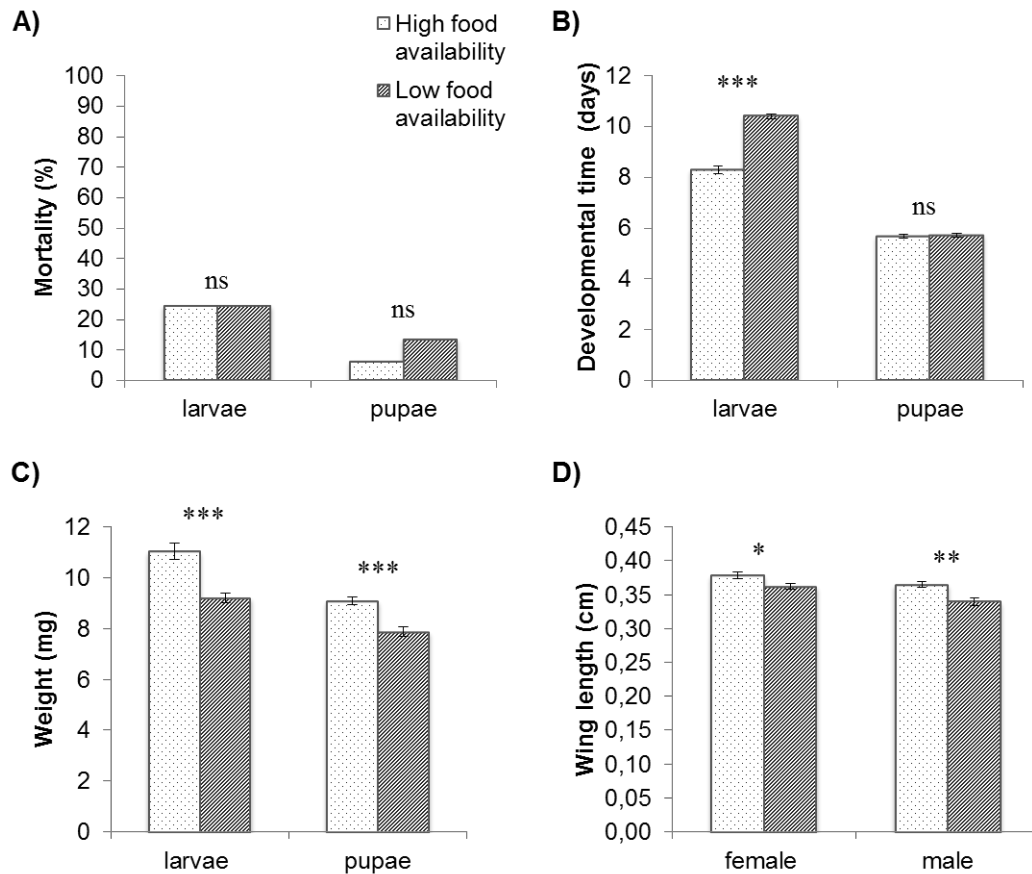 A)
High food
availability
Low food
availability
Mortality (%)
100
90
80
70
60
50
40
30
20
10
0
ns
ns
larvae
pupae
B)
Developmental time (days)
12
10
8
6
4
2
0
***
ns
larvae
pupae
C)
Weight (mg)
12
10
8
6
4
2
0
***
***
larvae
pupae
D)
Wing length (cm)
0,45
0,40
0,35
0,30
0,25
0,20
0,15
0,10
0,05
0,00
*
**
female
male